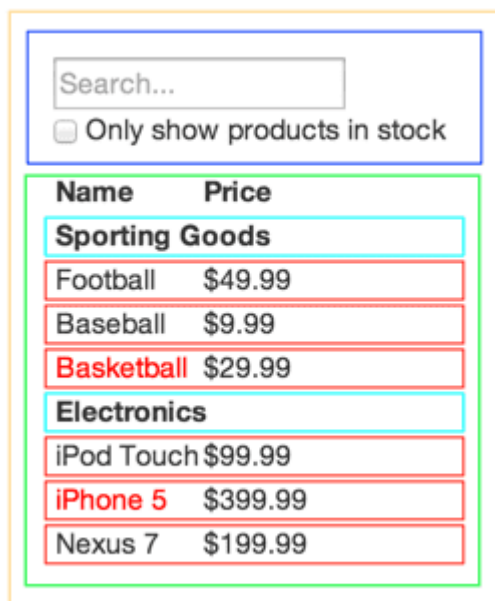 Search...
Only show products in stock
Name Price
Sporting Goods
Football $49.99
Baseball $9.99
Basketball $29.99
Electronics
iPod Touch $99.99
iPhone 5 $399.99
Nexus 7 $199.99